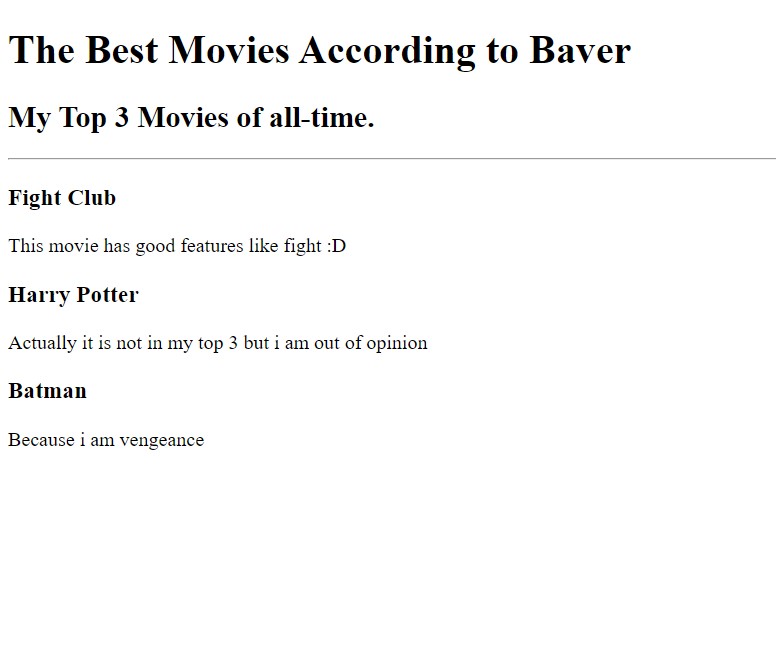 The Best Movies According to Baver
My Top 3 Movies of all-time.
Fight Club
This movie has good features like fight :D
Harry Potter
Actually it is not in my top 3 but i am out of opinion
Batman
Because i am vengeance